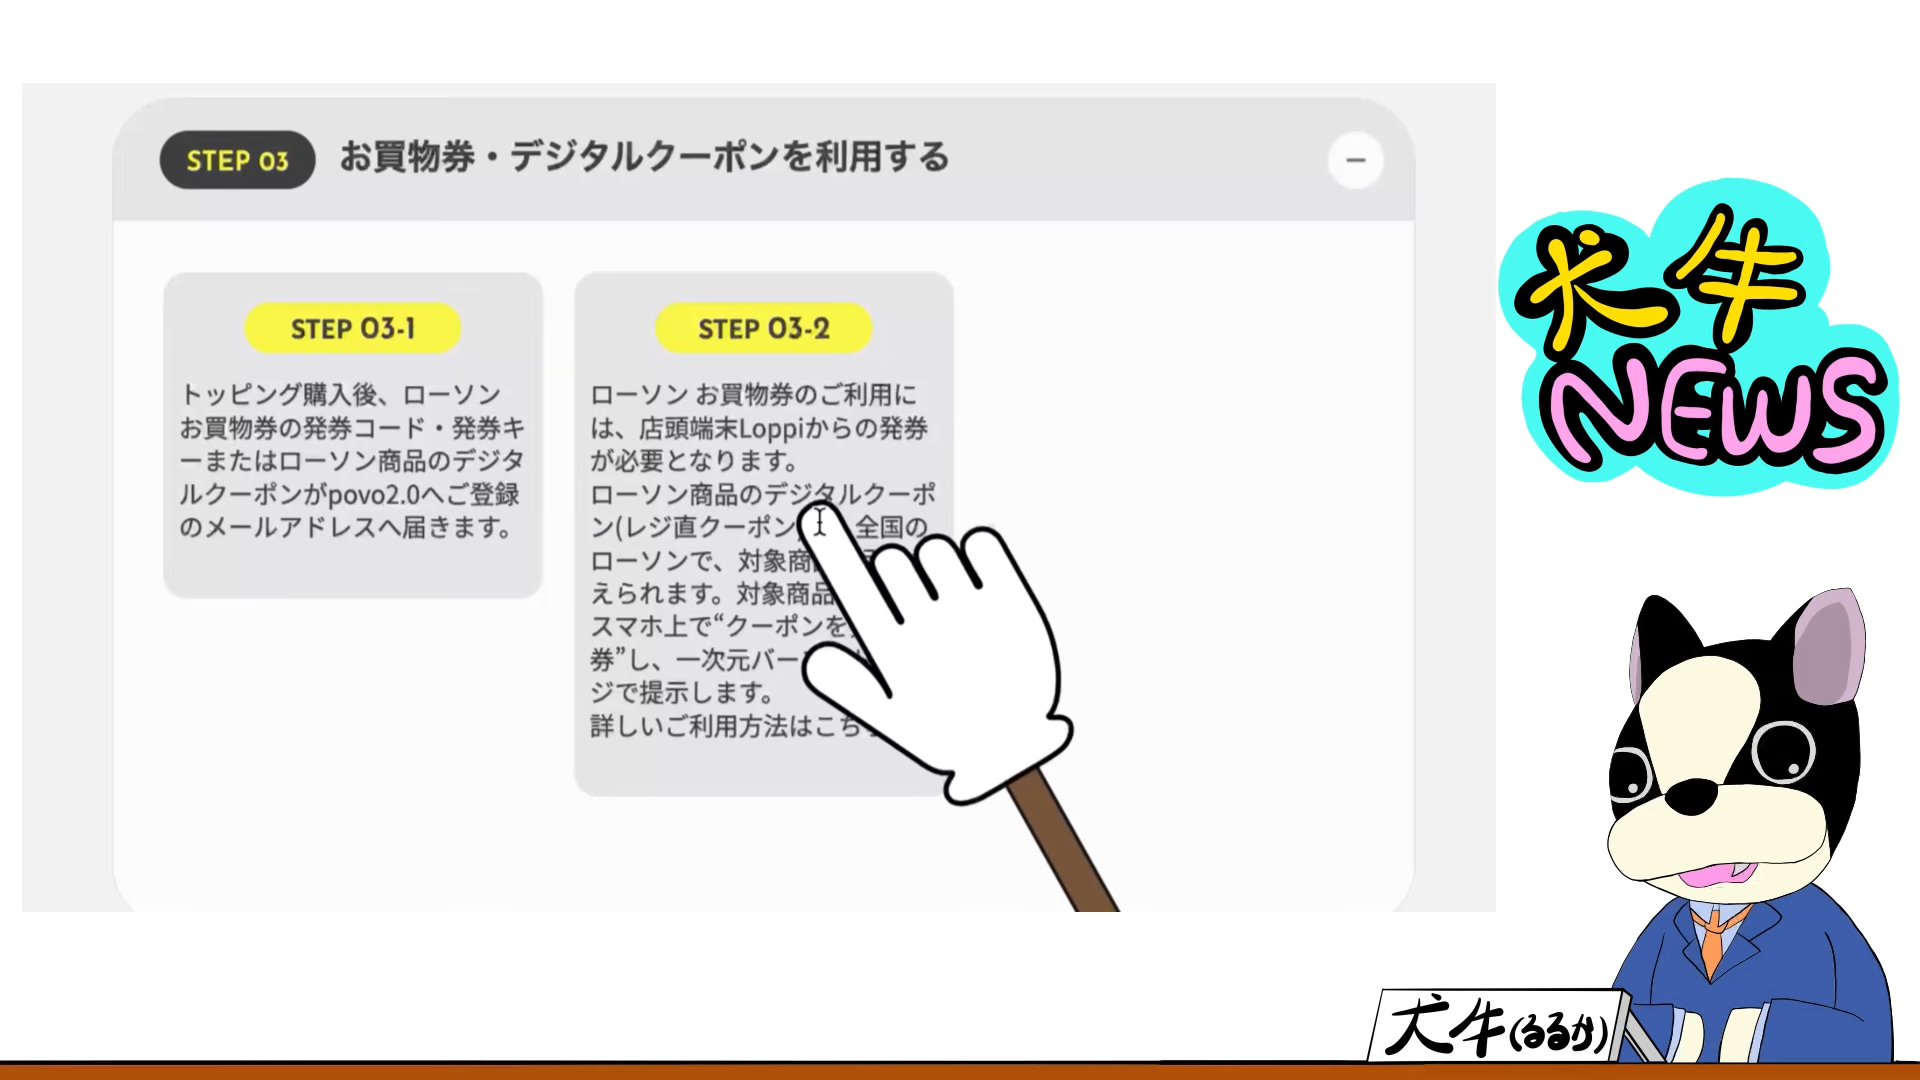 STEP 03 お買物券・デジタルクーポンを利用する
STEP 03-1
トッピング購入後、ローソン
お買物券の発券コード・発券キ
ーまたはローソン商品のデジタ
ルクーポンがpovo2.0へご登録
のメールアドレスへ届きます。
STEP 03-2
ローソン お買物券のご利用に
は、店頭端末Loppiからの発券
が必要となります。
ローソン商品のデジタルクーポ
ン(レジ直クーポン 全国の
ローソンで、対象商
えられます。対象商品
スマホ上で“クーポンを
券”し、一次元バー
ジで提示します。
詳しいご利用方法はこち
犬牛
NEWS
犬牛(るるか)